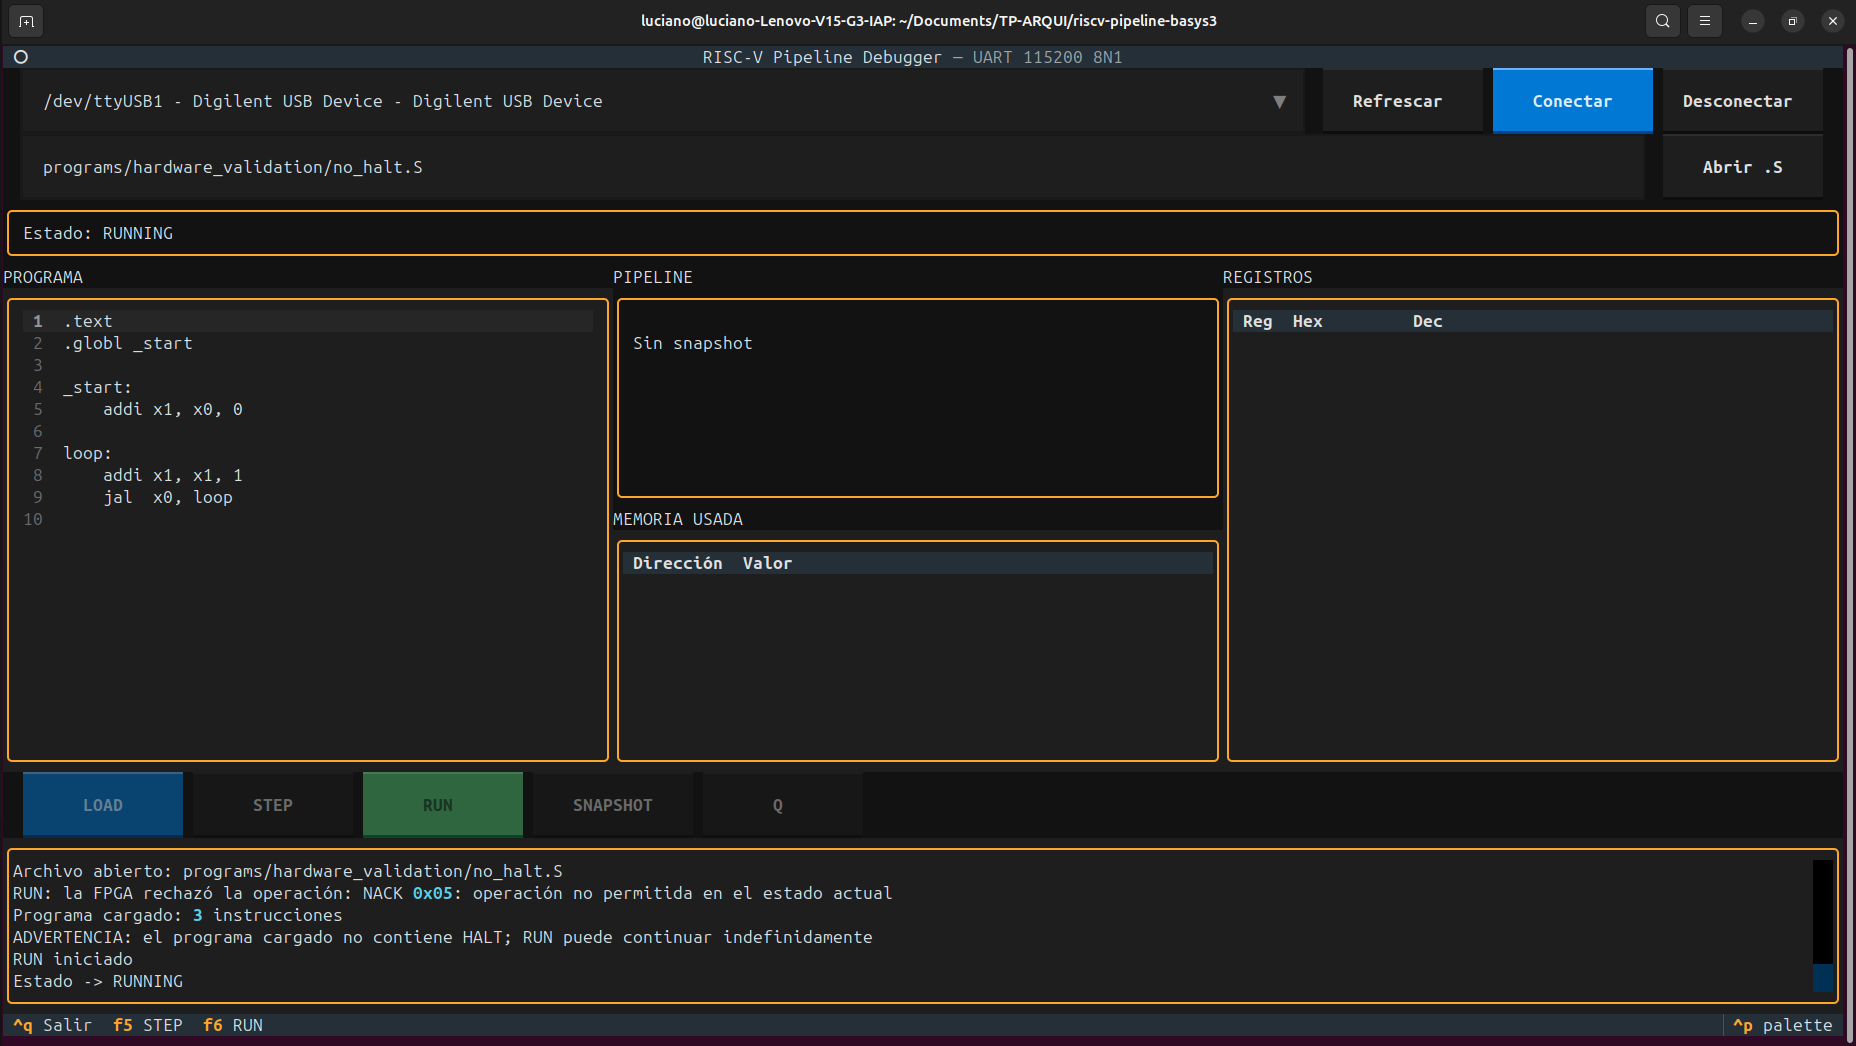 luciano@luciano-Lenovo-V15-G3-IAP: ~/Documents/TP-ARQUI/riscv-pipeline-basys3
RISC-V Pipeline Debugger — UART 115200 8N1
/dev/ttyUSB1 - Digilent USB Device - Digilent USB Device ▼ Refrescar Conectar Desconectar
programs/hardware_validation/no_halt.S Abrir .S
Estado: RUNNING
PROGRAMA
1 .text
2 .globl _start
3
4 _start:
5 addi x1, x0, 0
6
7 loop:
8 addi x1, x1, 1
9 jal  x0, loop
10
PIPELINE
Sin snapshot
MEMORIA USADA
Dirección Valor
REGISTROS
Reg Hex Dec
LOAD STEP RUN SNAPSHOT Q
Archivo abierto: programs/hardware_validation/no_halt.S
RUN: la FPGA rechazó la operación: NACK 0x05: operación no permitida en el estado actual
Programa cargado: 3 instrucciones
ADVERTENCIA: el programa cargado no contiene HALT; RUN puede continuar indefinidamente
RUN iniciado
Estado -> RUNNING
^q Salir f5 STEP f6 RUN ^p palette